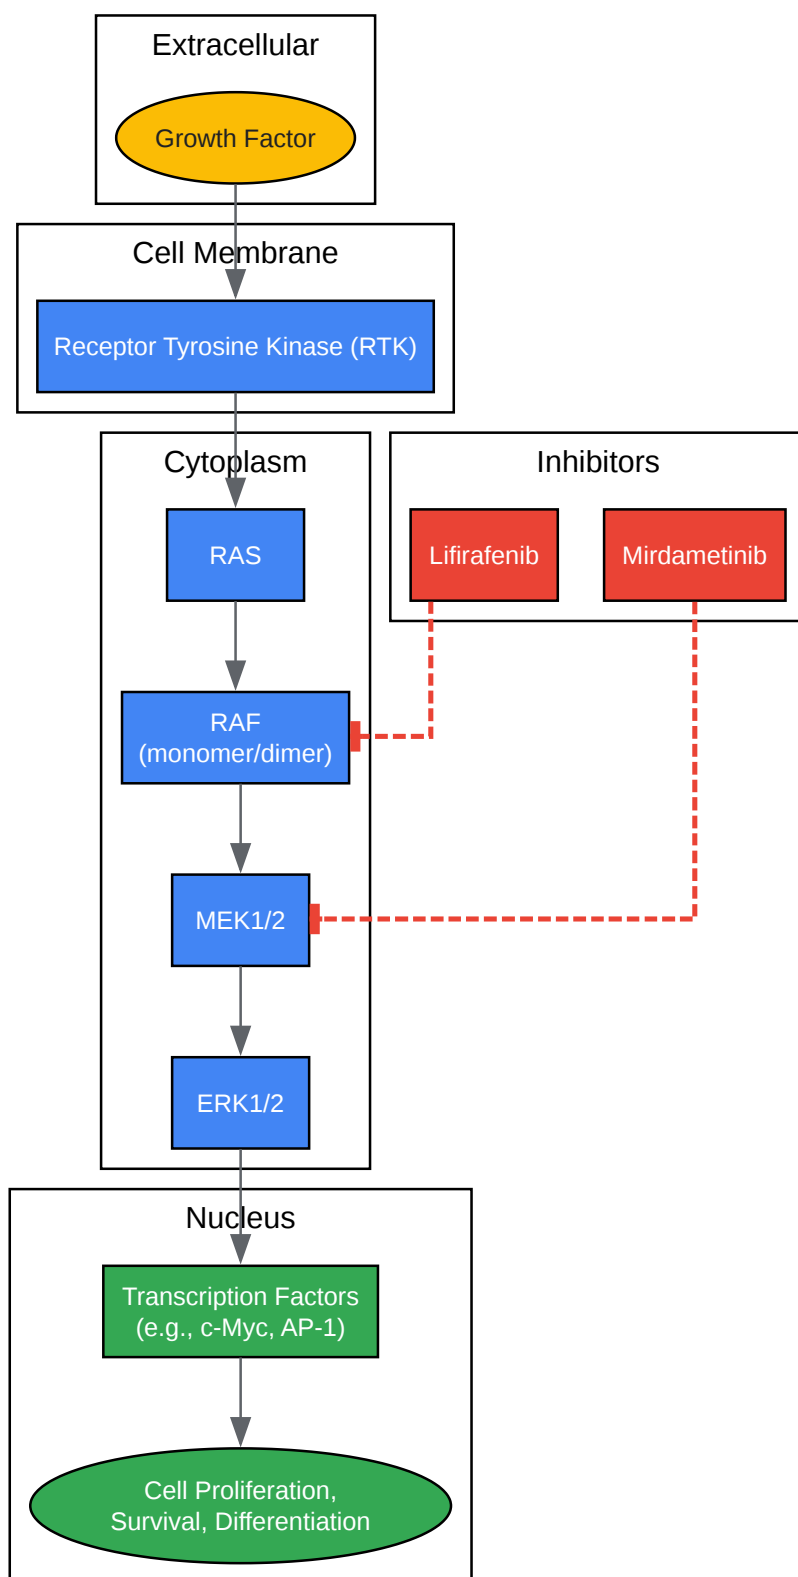 Extracellular
Growth Factor
Cell Membrane
Receptor Tyrosine Kinase (RTK)
Cytoplasm
Inhibitors
RAS
Lifirafenib
Mirdametinib
RAF
(monomer/dimer)
MEK1/2
ERK1/2
Nucleus
Transcription Factors
(e.g., c-Myc, AP-1)
Cell Proliferation,
Survival, Differentiation